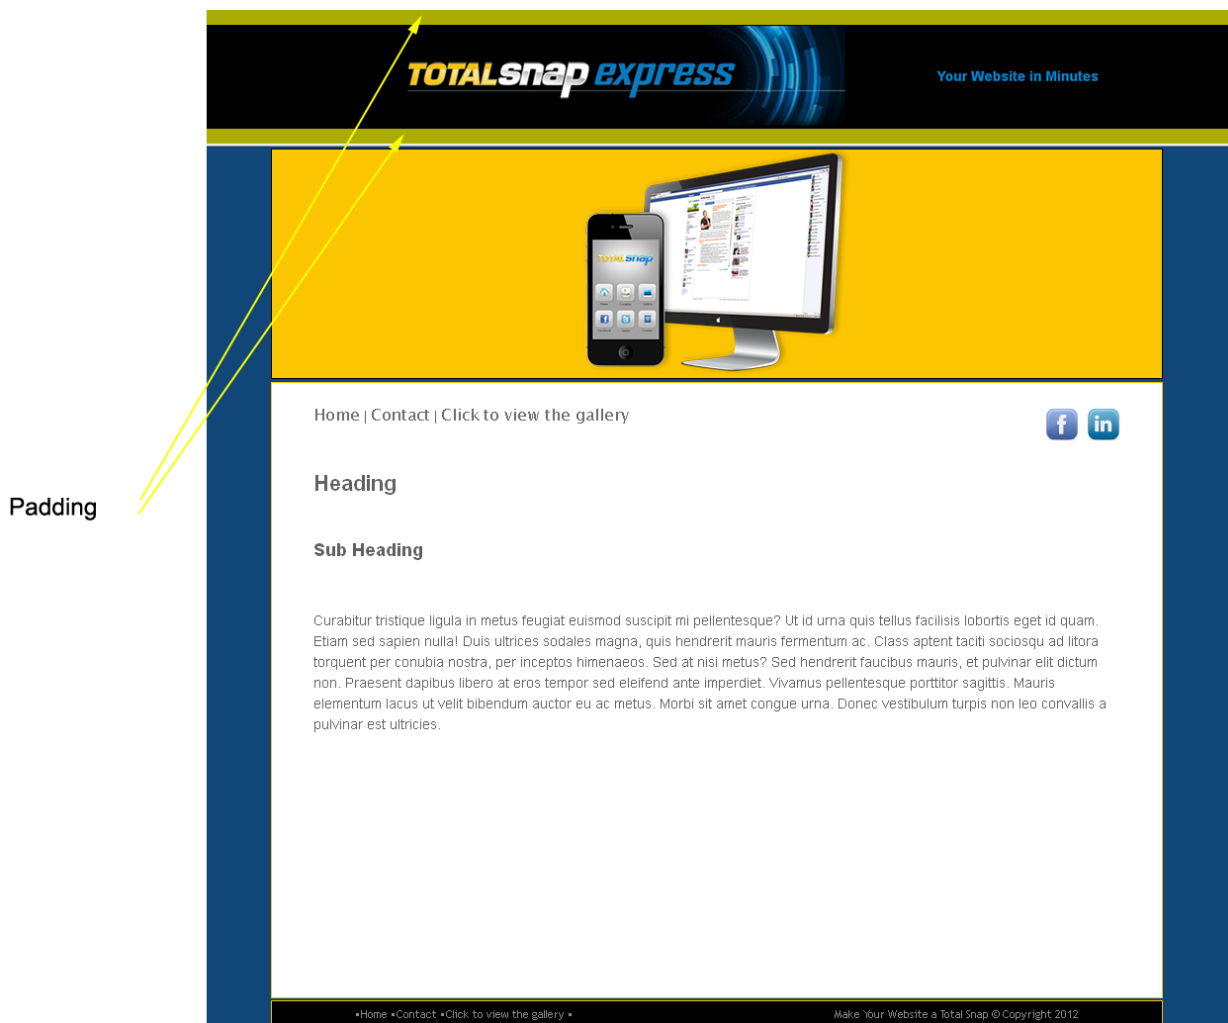 TOTALsnap express
Your Website in Minutes
TOTALsnap
Home | Contact | Click to view the gallery
f in
Heading
Padding
Sub Heading
Curabitur tristique ligula in metus feugiat euismod suscipit mi pellentesque? Ut id urna quis tellus facilisis lobortis eget id quam.
Etiam sed sapien nulla! Duis ultrices sodales magna, quis hendrerit mauris fermentum ac. Class aptent taciti sociosqu ad litora
torquent per conubia nostra, per inceptos himenaeos. Sed at nisi metus? Sed hendrerit faucibus mauris, et pulvinar elit dictum
non. Praesent dapibus libero at eros tempor sed eleifend ante imperdiet. Vivamus pellentesque porttitor sagittis. Mauris
elementum lacus ut velit bibendum auctor eu ac metus. Morbi sit amet congue urna. Donec vestibulum turpis non leo convallis a
pulvinar est ultricies.
▪Home ▪Contact ▪Click to view the gallery ▪
Make Your Website a Total Snap © Copyright 2012